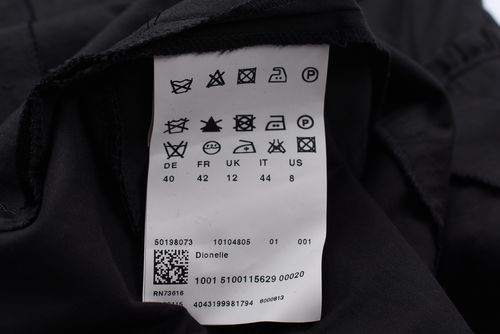 P
P
DE FR UK IT US
40 42 12 44 8
50198073 10104805 01 001
Dionelle
1001 5100115629 00020
RN73616
4043199981794 6000813